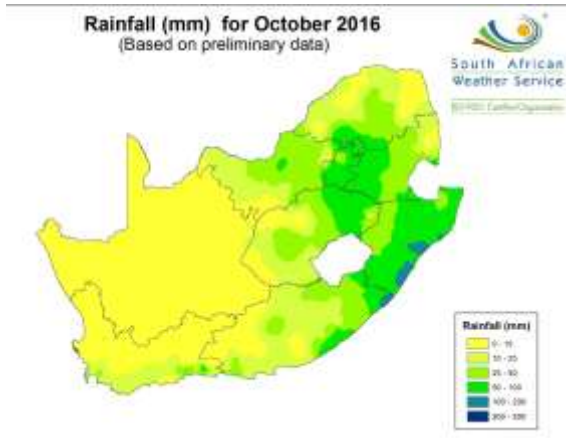 Rainfall (mm) for October 2016
(Based on preliminary data)
South African
Weather Service
Rainfall (mm)
0 - 10
10 - 25
25 - 50
50 - 100
100 - 200
200 - 300